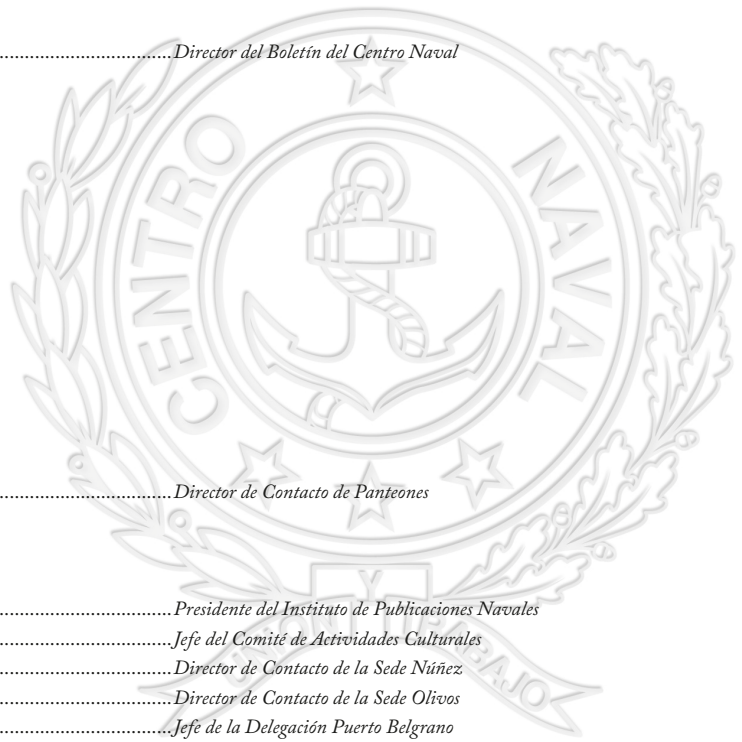 ..................................Director del Boletín del Centro Naval
CENTRO NAVAL
..................................Director de Contacto de Panteones
..................................Presidente del Instituto de Publicaciones Navales
..................................Jefe del Comité de Actividades Culturales
..................................Director de Contacto de la Sede Núñez
..................................Director de Contacto de la Sede Olivos
..................................Jefe de la Delegación Puerto Belgrano
UNION Y TRABAJO